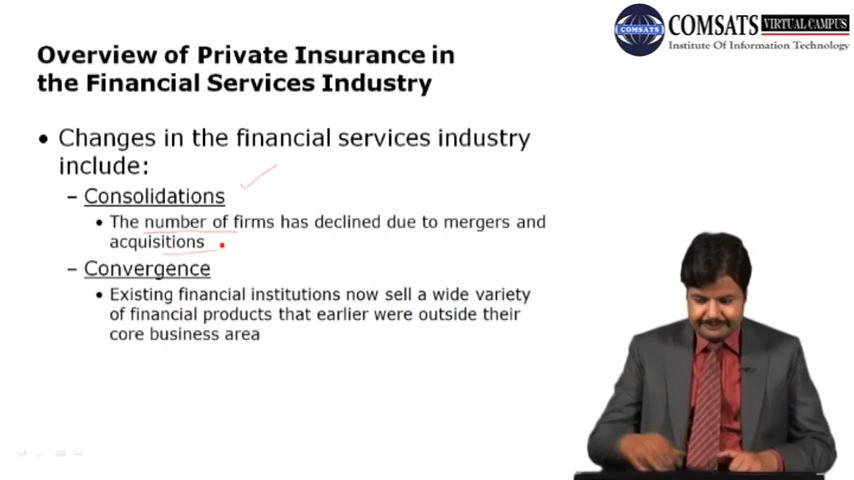 COMSATS VIRTUAL CAMPUS
COMSATS
Institute Of Information Technology
Overview of Private Insurance in
the Financial Services Industry
• Changes in the financial services industry
include:
– Consolidations
• The number of firms has declined due to mergers and
acquisitions
– Convergence
• Existing financial institutions now sell a wide variety
of financial products that earlier were outside their
core business area